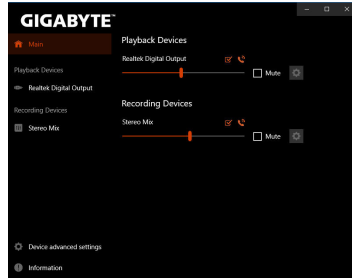 GIGABYTE™
Main
Playback Devices
Realtek Digital Output
Recording Devices
Stereo Mix
Device advanced settings
Information
Playback Devices
Realtek Digital Output
Mute
Recording Devices
Stereo Mix
Mute